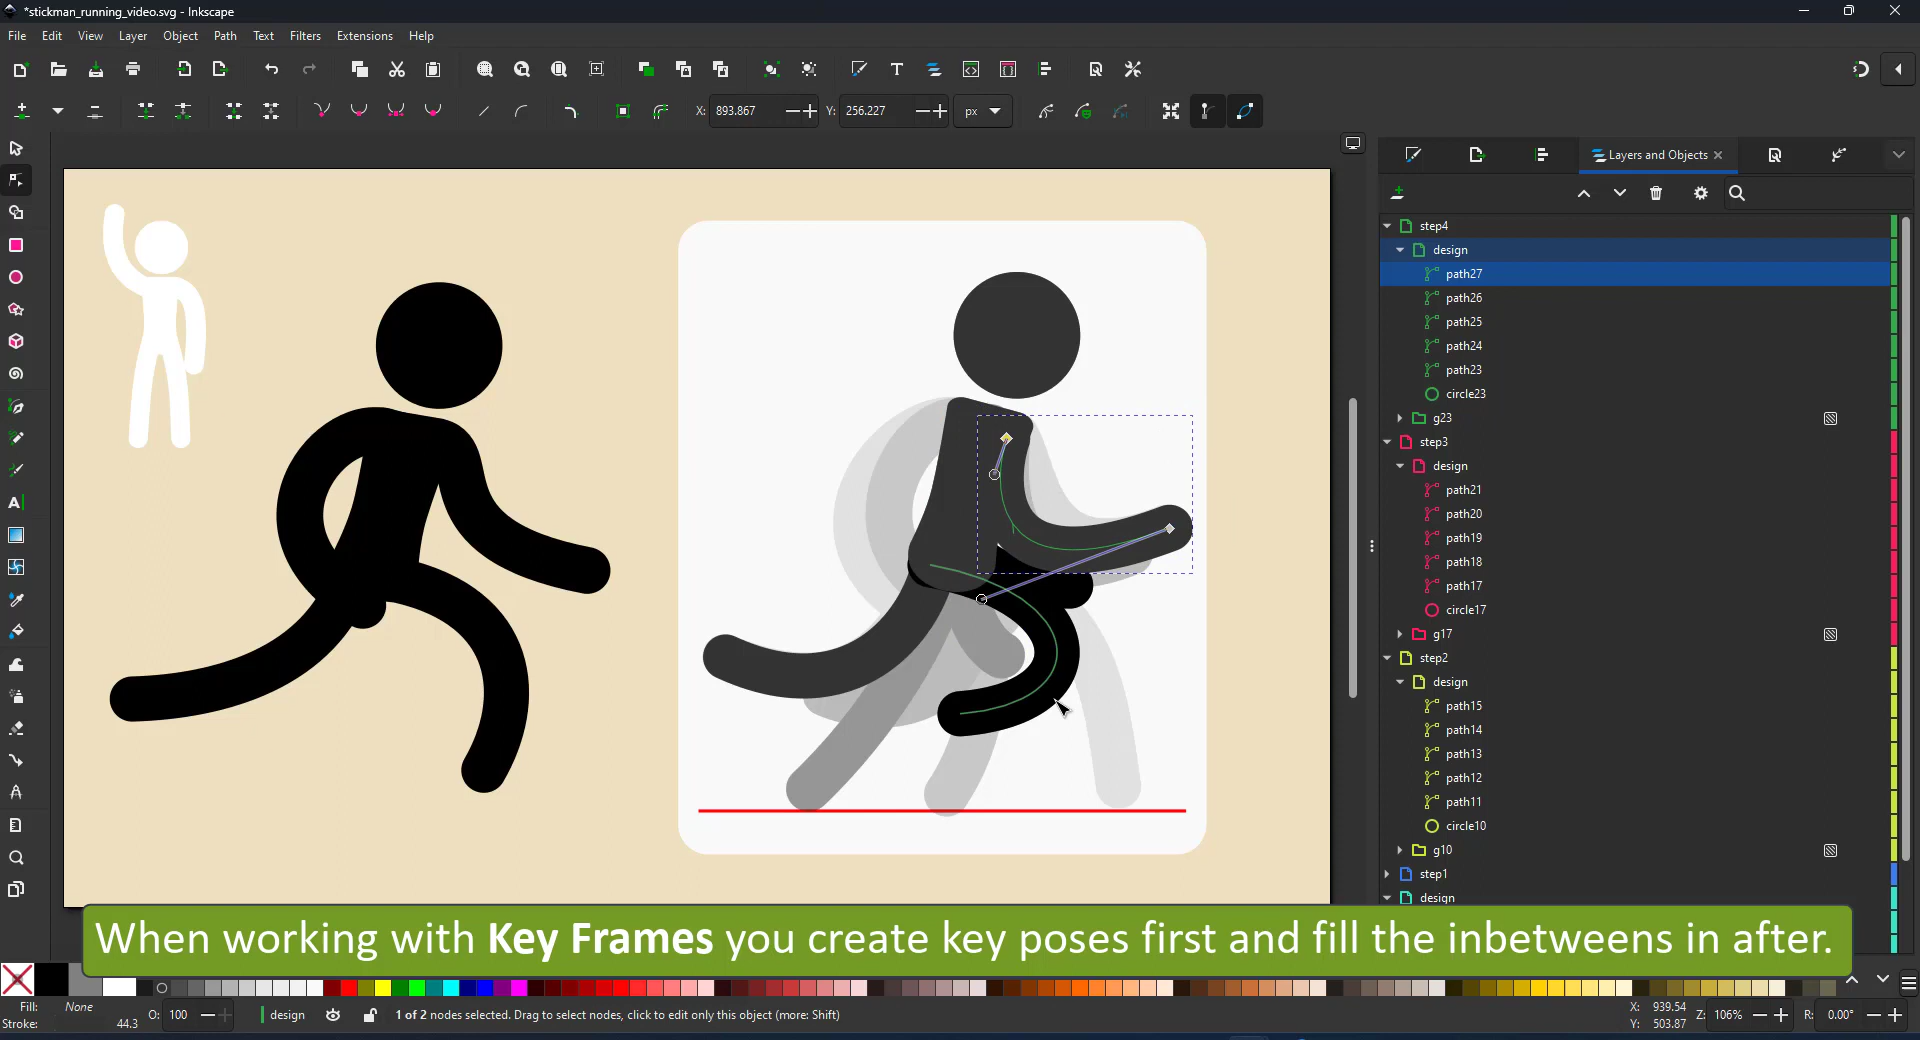 *stickman_running_video.svg - Inkscape
File Edit View Layer Object Path Text Filters Extensions Help
X: 893.867 Y: 256.227 px
Layers and Objects
step4
design
path27
path26
path25
path24
path23
circle23
g23
step3
design
path21
path20
path19
path18
path17
circle17
g17
step2
design
path15
path14
path13
path12
path11
circle10
g10
step1
design
When working with Key Frames you create key poses first and fill the inbetweens in after.
Fill: None
Stroke: 44.3
O: 100
design
1 of 2 nodes selected. Drag to select nodes, click to edit only this object (more: Shift)
X: 939.54
Y: 503.87
Z: 106%
R: 0.00°